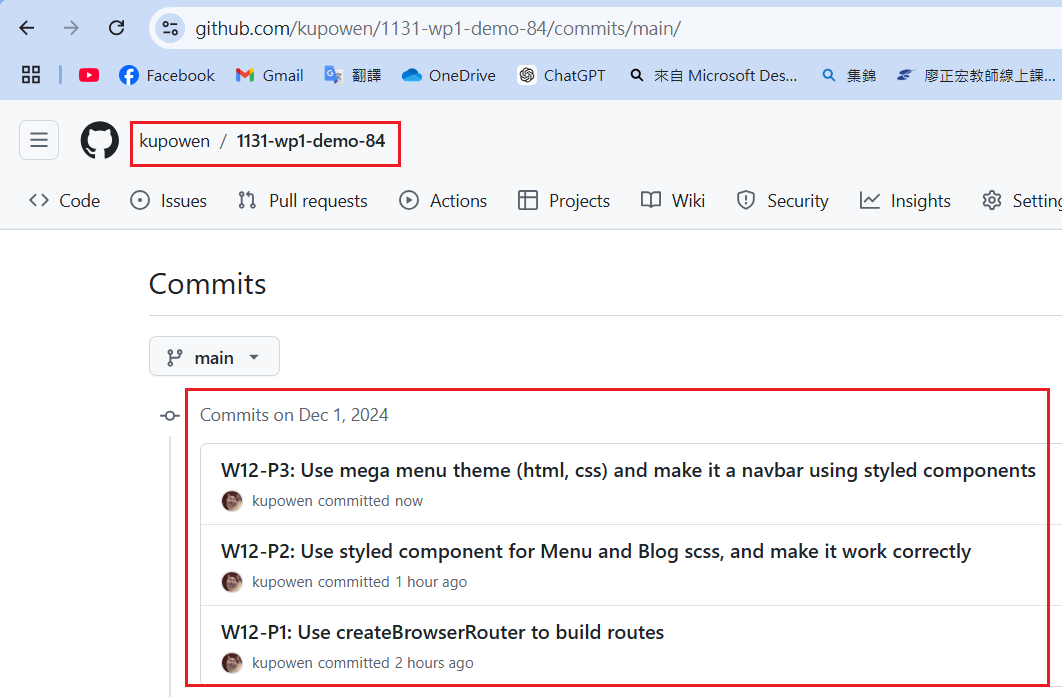 github.com/kupowen/1131-wp1-demo-84/commits/main/
Facebook Gmail 翻譯 OneDrive ChatGPT 來自 Microsoft Des... 集錦 廖正宏教師線上課...
kupowen / 1131-wp1-demo-84
Code Issues Pull requests Actions Projects Wiki Security Insights Setting
Commits
main
Commits on Dec 1, 2024
W12-P3: Use mega menu theme (html, css) and make it a navbar using styled components
kupowen committed now
W12-P2: Use styled component for Menu and Blog scss, and make it work correctly
kupowen committed 1 hour ago
W12-P1: Use createBrowserRouter to build routes
kupowen committed 2 hours ago